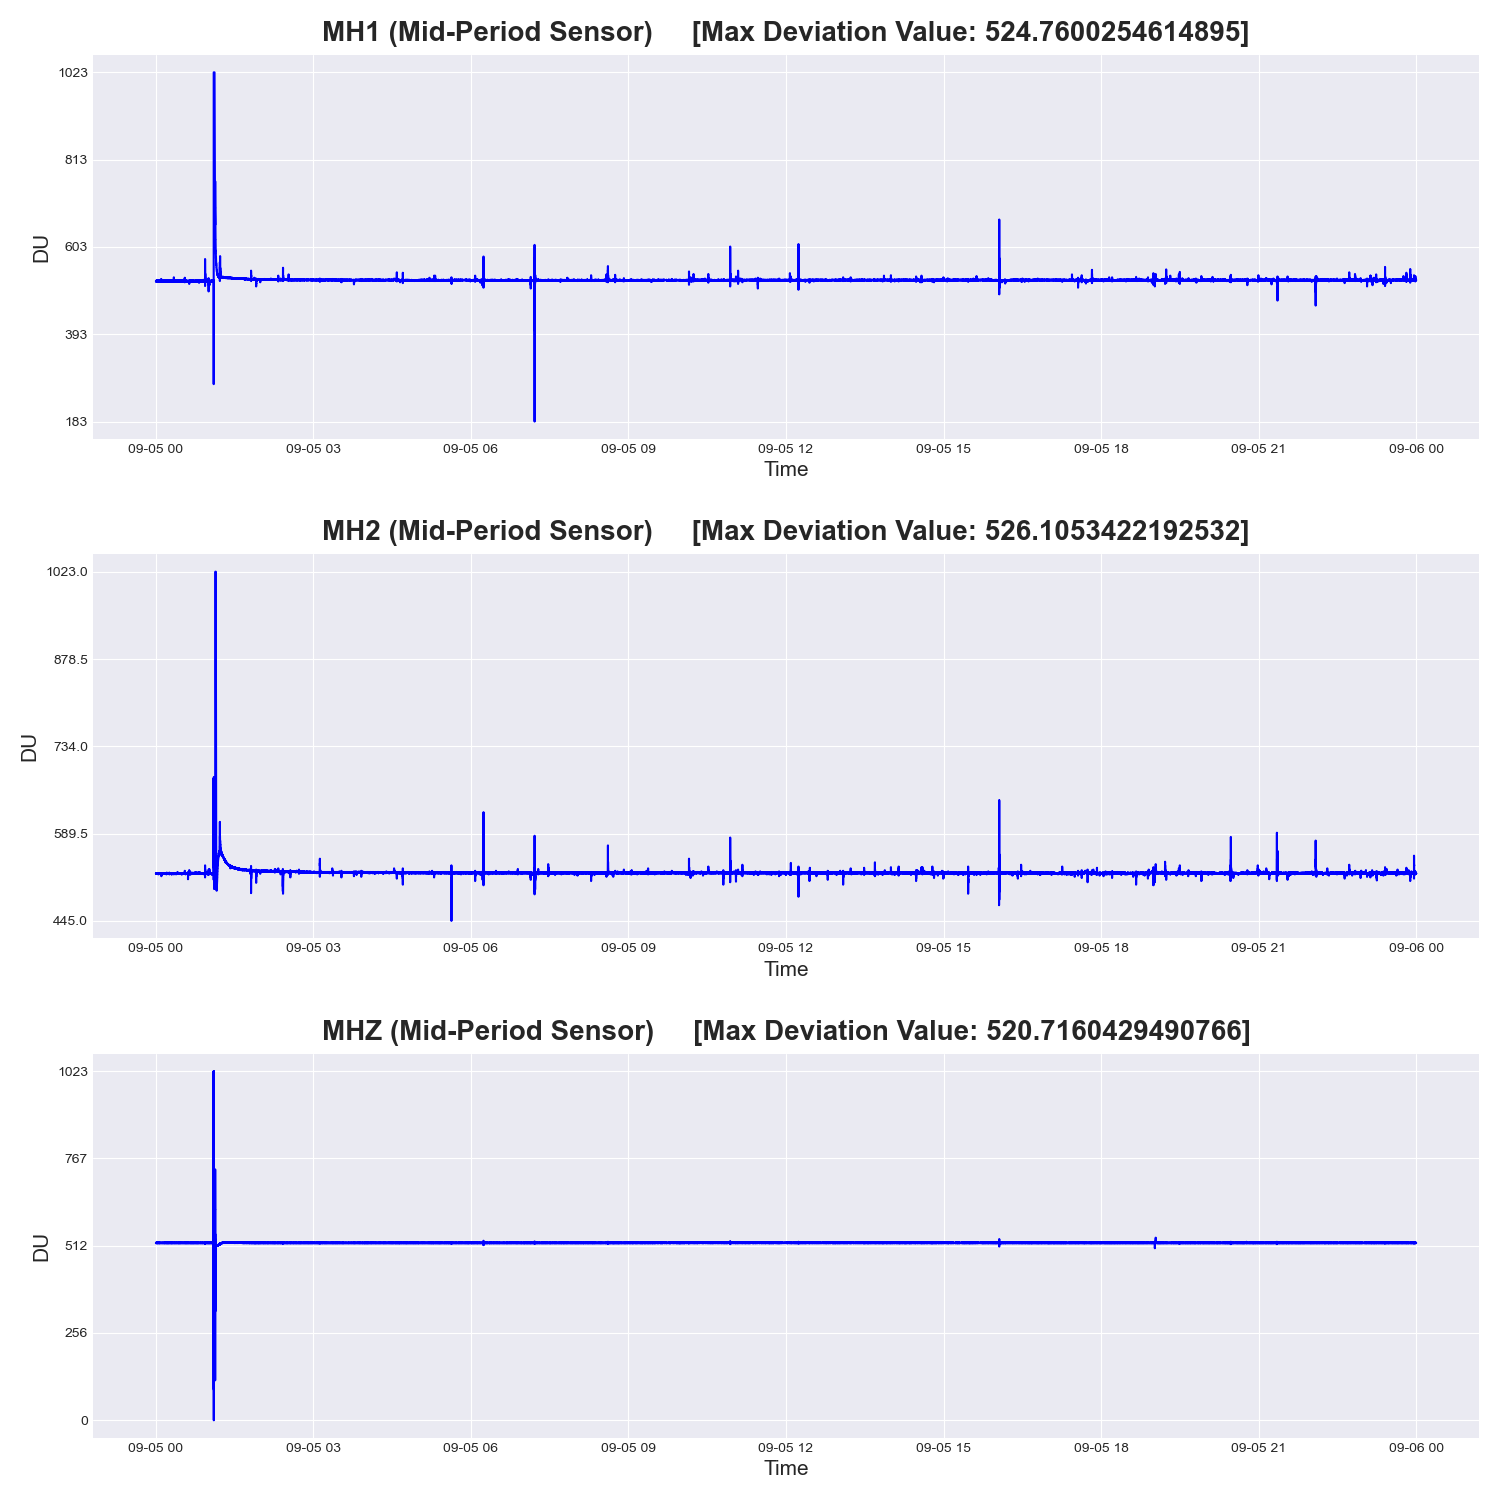 MH1 (Mid-Period Sensor) [Max Deviation Value: 524.7600254614895]
1023
813
603
393
183
DU
09-05 00 09-05 03 09-05 06 09-05 09 09-05 12 09-05 15 09-05 18 09-05 21 09-06 00
Time
MH2 (Mid-Period Sensor) [Max Deviation Value: 526.1053422192532]
1023.0
878.5
734.0
589.5
445.0
DU
09-05 00 09-05 03 09-05 06 09-05 09 09-05 12 09-05 15 09-05 18 09-05 21 09-06 00
Time
MHZ (Mid-Period Sensor) [Max Deviation Value: 520.7160429490766]
1023
767
512
256
0
DU
09-05 00 09-05 03 09-05 06 09-05 09 09-05 12 09-05 15 09-05 18 09-05 21 09-06 00
Time